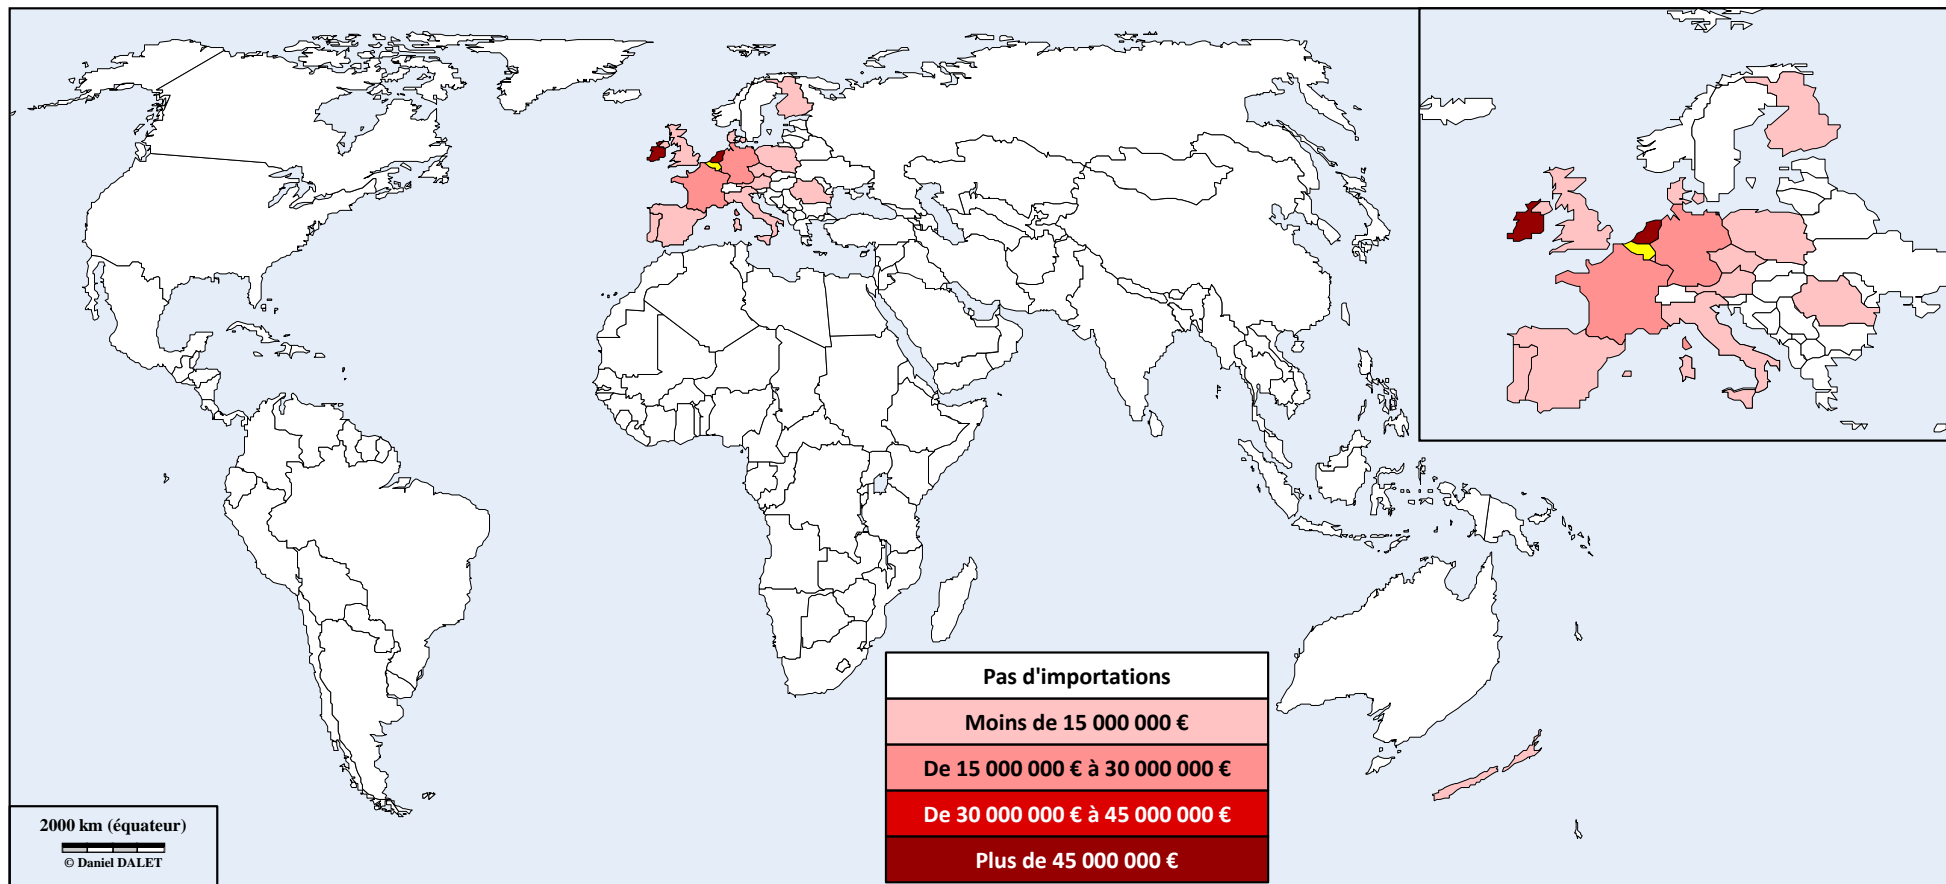 Pas d'importations
Moins de 15 000 000 €
De 15 000 000 € à 30 000 000 €
De 30 000 000 € à 45 000 000 €
Plus de 45 000 000 €
2000 km (équateur)
© Daniel DALET